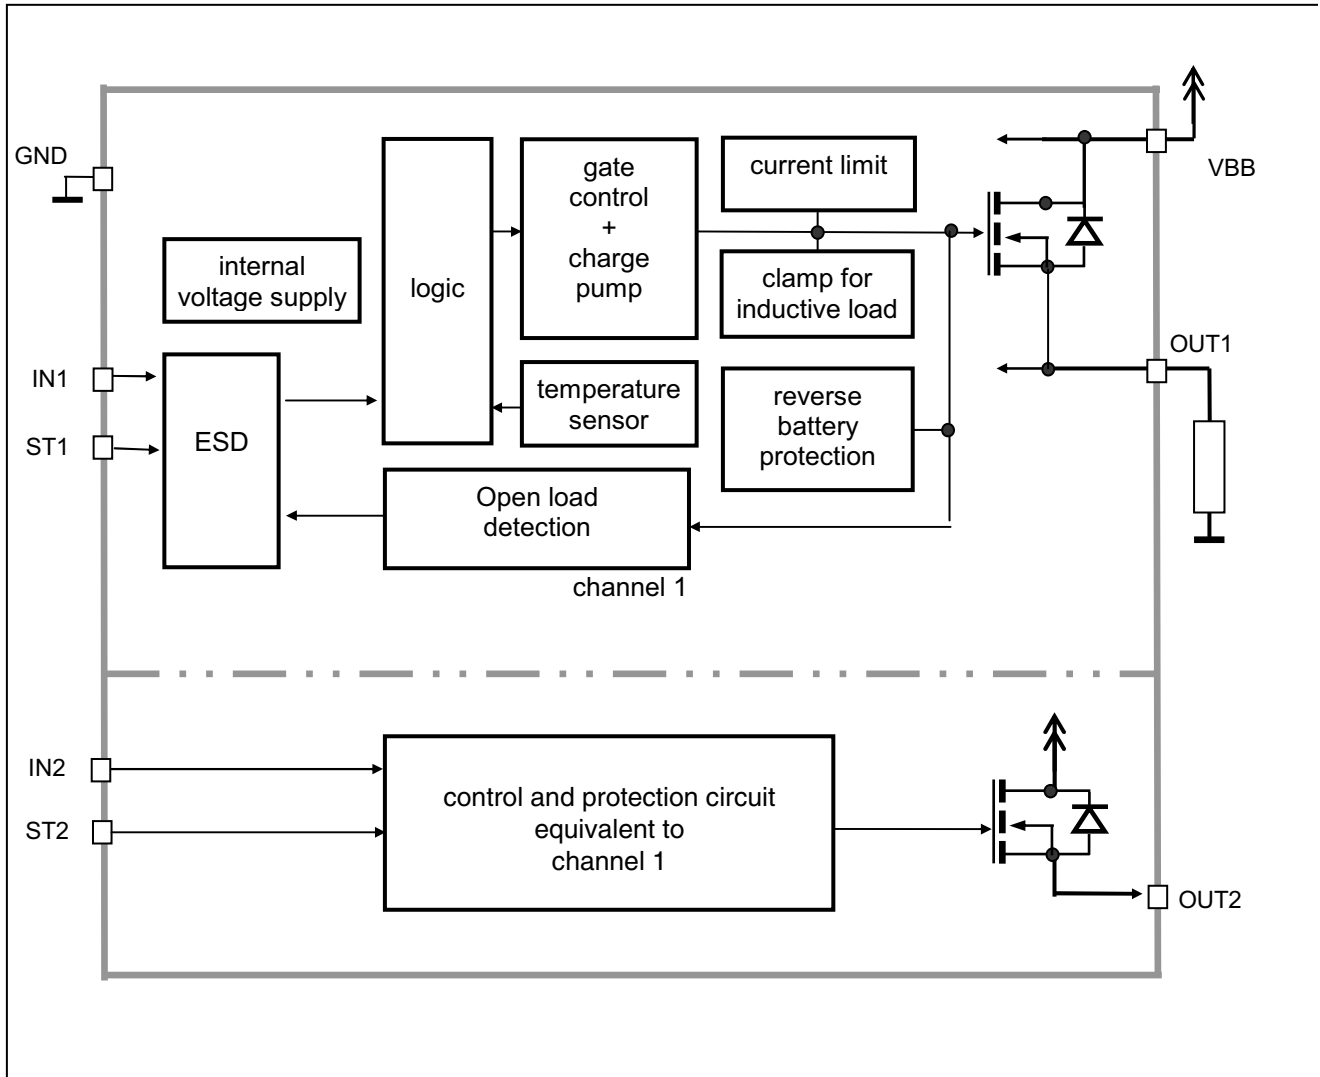 GND
VBB
gate
control
+
charge
pump
current limit
internal
voltage supply
logic
clamp for
inductive load
OUT1
IN1
ST1
ESD
temperature
sensor
reverse
battery
protection
Open load
detection
channel 1
IN2
ST2
control and protection circuit
equivalent to
channel 1
OUT2